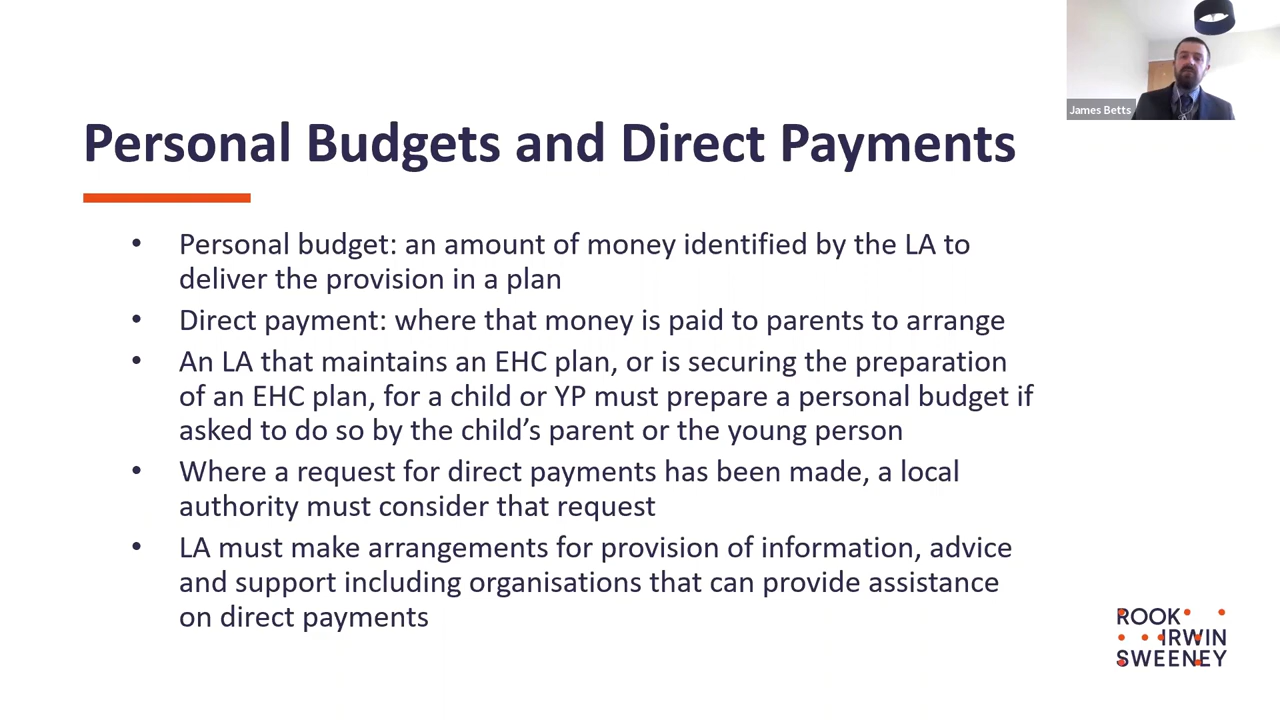 James Betts
Personal Budgets and Direct Payments
• Personal budget: an amount of money identified by the LA to
deliver the provision in a plan
• Direct payment: where that money is paid to parents to arrange
• An LA that maintains an EHC plan, or is securing the preparation
of an EHC plan, for a child or YP must prepare a personal budget if
asked to do so by the child’s parent or the young person
• Where a request for direct payments has been made, a local
authority must consider that request
• LA must make arrangements for provision of information, advice
and support including organisations that can provide assistance
on direct payments
ROOK
IRWIN
SWEENEY